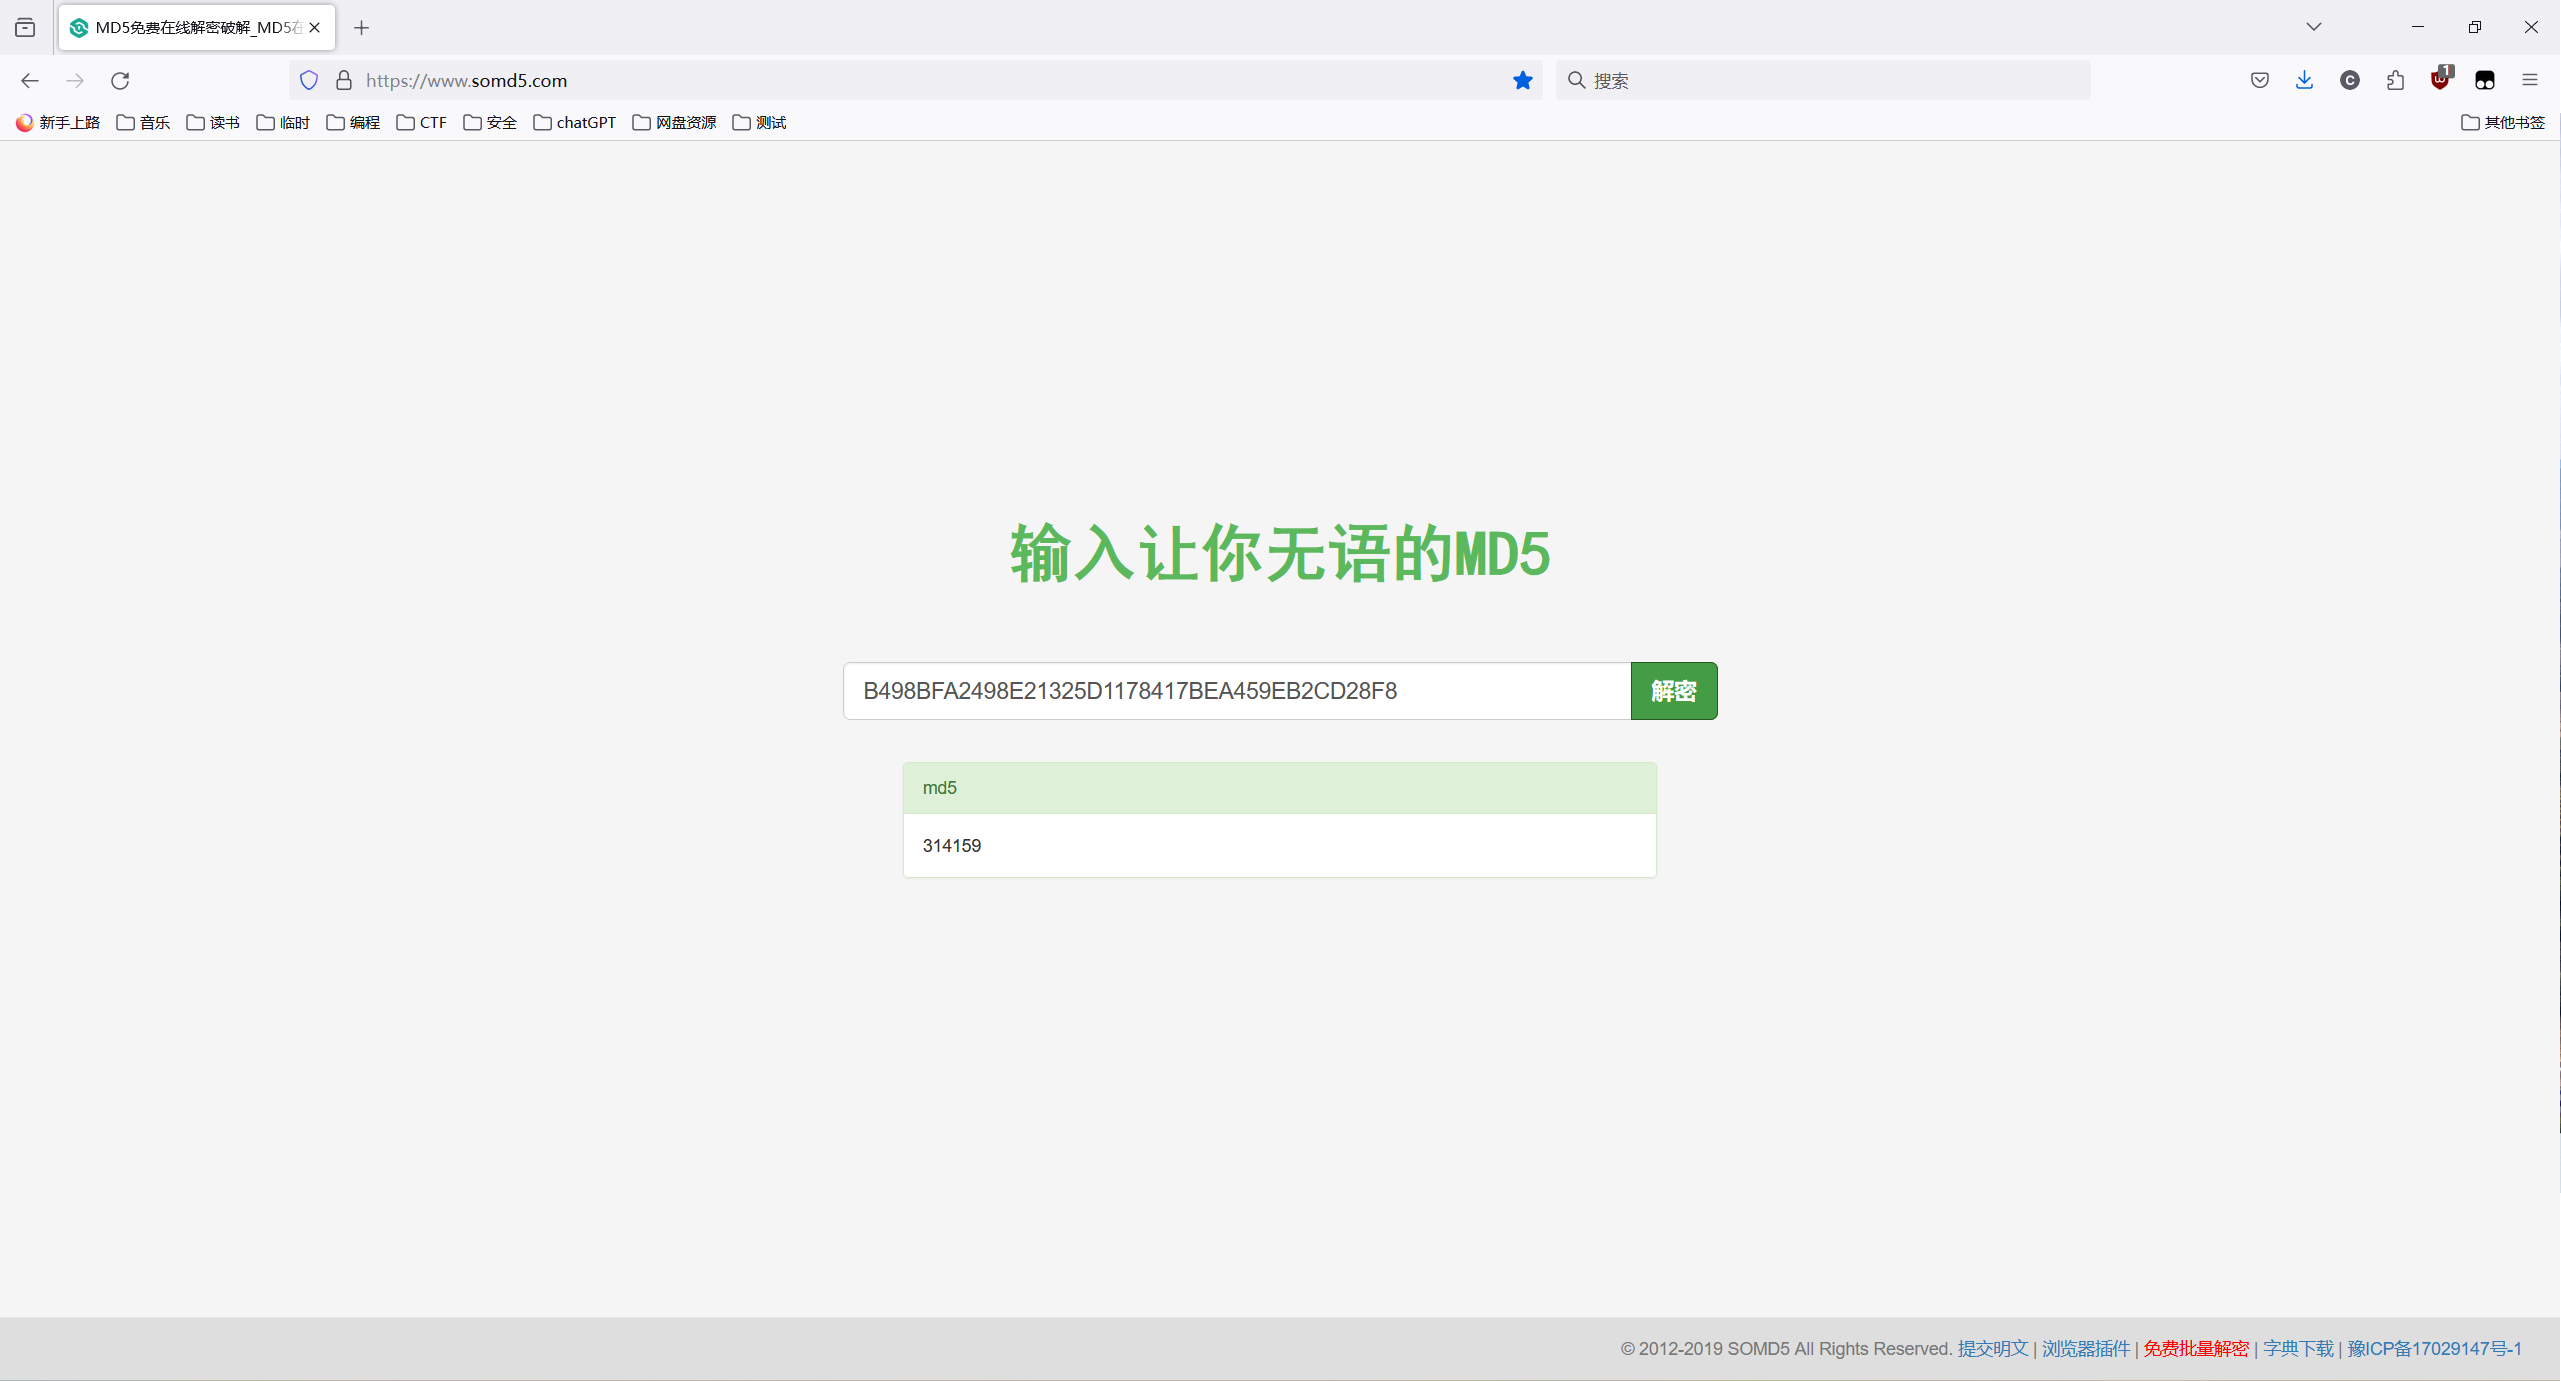 MD5免费在线解密破解_MD5在
https://www.somd5.com
搜索
1
新手上路 音乐 读书 临时 编程 CTF 安全 chatGPT 网盘资源 测试 其他书签
输入让你无语的MD5
B498BFA2498E21325D1178417BEA459EB2CD28F8 解密
md5
314159
© 2012-2019 SOMD5 All Rights Reserved. 提交明文 | 浏览器插件 | 免费批量解密 | 字典下载 | 豫ICP备17029147号-1